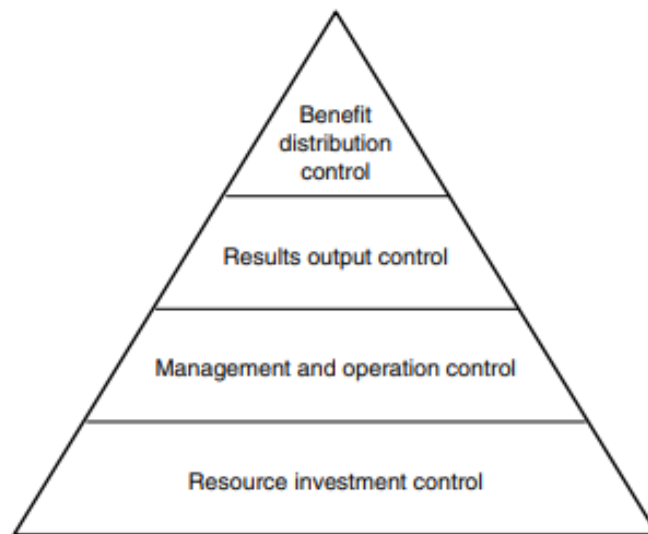 Benefit
distribution
control
Results output control
Management and operation control
Resource investment control